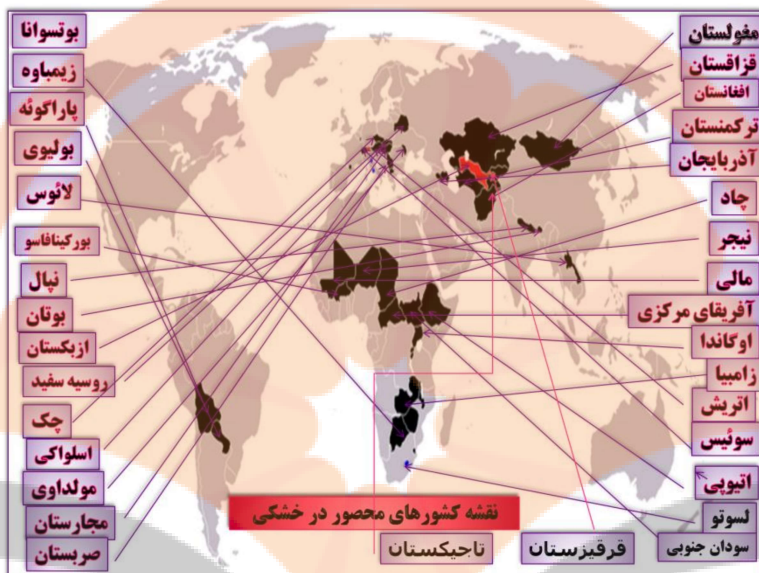 بوتسوانا
زیمباوه
پاراگوئه
بولیوی
لائوس
بورکینافاسو
نپال
بوتان
ازبکستان
روسیه سفید
چک
اسلواکی
مولداوی
مجارستان
صربستان
مغولستان
قزاقستان
افغانستان
ترکمنستان
آذربایجان
چاد
نیجر
مالی
آفریقای مرکزی
اوگاندا
زامبیا
اتریش
سوئیس
اتیوپی
لسوتو
سودان جنوبی
نقشه کشورهای محصور در خشکی
قرقیزستان
تاجیکستان